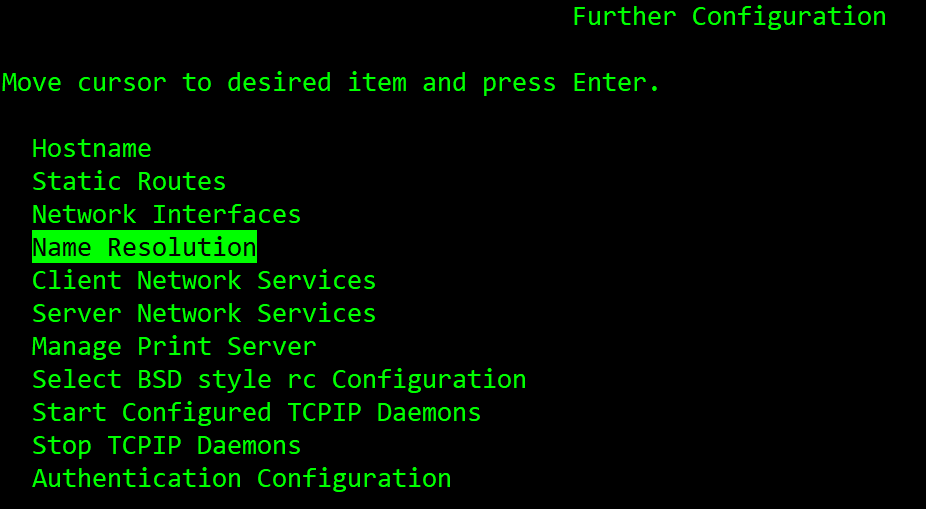 Further Configuration
Move cursor to desired item and press Enter.
Hostname
Static Routes
Network Interfaces
Name Resolution
Client Network Services
Server Network Services
Manage Print Server
Select BSD style rc Configuration
Start Configured TCPIP Daemons
Stop TCPIP Daemons
Authentication Configuration